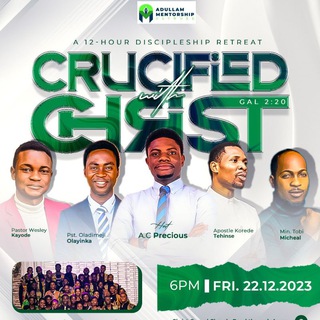 ADULLAM
MENTORSHIP
NETWORK
A 12-HOUR DISCIPLESHIP RETREAT
CRUCIFIED
with
GAL 2:20
CHRIST
Pastor Wesley
Kayode
Pst. Oladimeji
Olayinka
Host
A.C Precious
Apostle Korede
Tehinse
Min. Tobi
Micheal
6PM | FRI. 22.12.2023